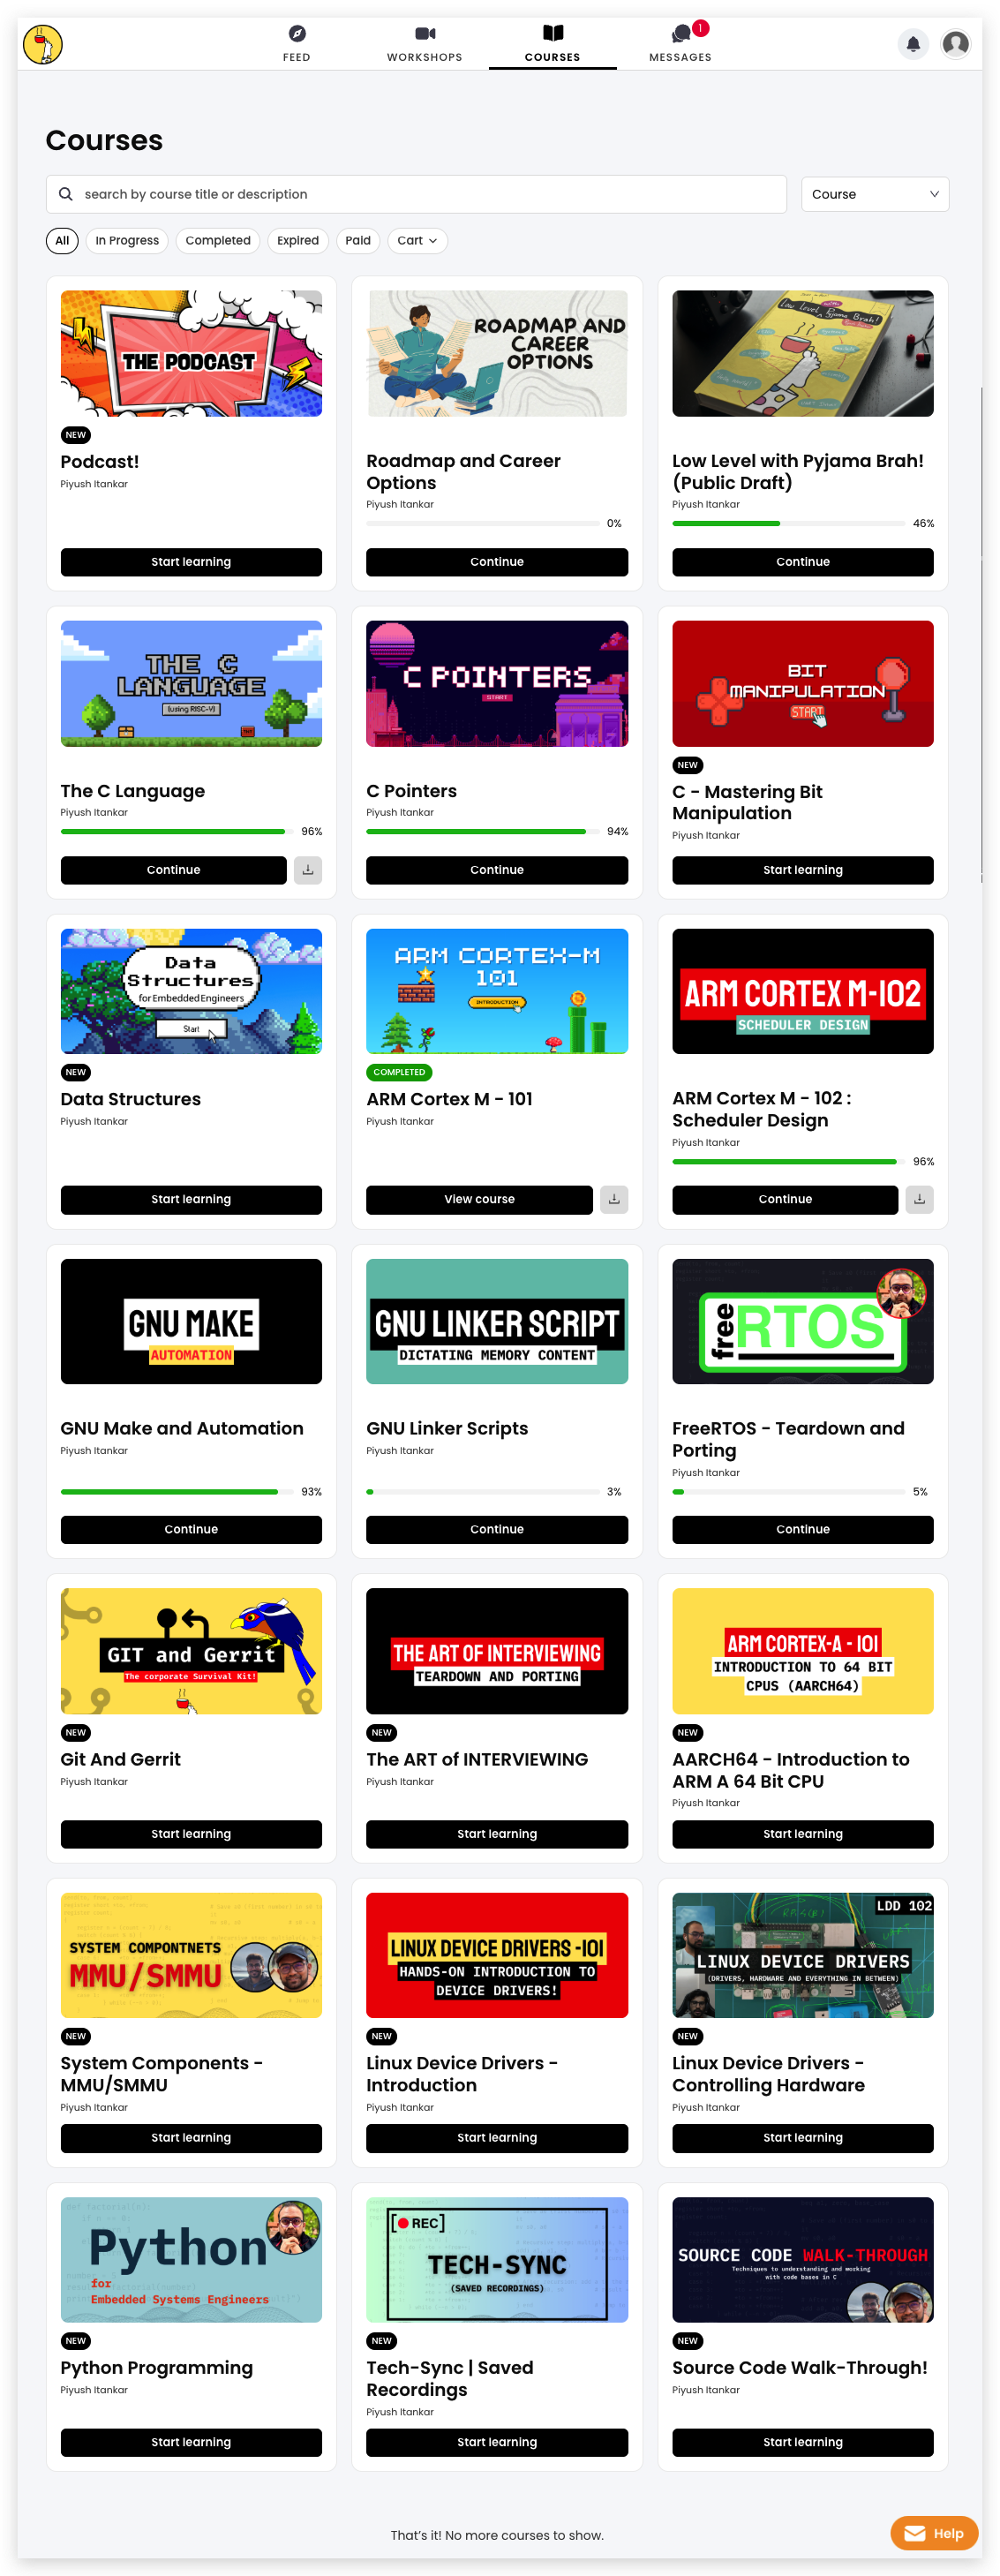 FEED
WORKSHOPS
COURSES
1
MESSAGES
Courses
search by course title or description
Course
All
In Progress
Completed
Expired
Paid
Cart
THE PODCAST
NEW
Podcast!
Piyush Itankar
Start learning
ROADMAP AND
CAREER
OPTIONS
Roadmap and Career
Options
Piyush Itankar
0%
Continue
Low Level Pyjama Brah!
Low Level with Pyjama Brah!
(Public Draft)
Piyush Itankar
46%
Continue
THE C
LANGUAGE
(using RISC-V)
The C Language
Piyush Itankar
96%
Continue
C POINTERS
START
C Pointers
Piyush Itankar
94%
Continue
BIT
MANIPULATION
START
NEW
C - Mastering Bit
Manipulation
Piyush Itankar
Start learning
Data
Structures
for Embedded Engineers
Start
NEW
Data Structures
Piyush Itankar
Start learning
ARM CORTEX-M
101
INTRODUCTION
COMPLETED
ARM Cortex M - 101
Piyush Itankar
View course
ARM CORTEX M-102
SCHEDULER DESIGN
ARM Cortex M - 102 :
Scheduler Design
Piyush Itankar
96%
Continue
GNU MAKE
AUTOMATION
GNU Make and Automation
Piyush Itankar
93%
Continue
GNU LINKER SCRIPT
DICTATING MEMORY CONTENT
GNU Linker Scripts
Piyush Itankar
3%
Continue
free
RTOS
FreeRTOS - Teardown and
Porting
Piyush Itankar
5%
Continue
GIT and Gerrit
The corporate Survival Kit!
NEW
Git And Gerrit
Piyush Itankar
Start learning
THE ART OF INTERVIEWING
TEARDOWN AND PORTING
NEW
The ART of INTERVIEWING
Piyush Itankar
Start learning
ARM CORTEX-A - 101
INTRODUCTION TO 64 BIT
CPUS (AARCH64)
NEW
AARCH64 - Introduction to
ARM A 64 Bit CPU
Piyush Itankar
Start learning
SYSTEM COMPONTNETS
MMU/SMMU
NEW
System Components -
MMU/SMMU
Piyush Itankar
Start learning
LINUX DEVICE DRIVERS -101
HANDS-ON INTRODUCTION TO
DEVICE DRIVERS!
NEW
Linux Device Drivers -
Introduction
Piyush Itankar
Start learning
LDD 102
LINUX DEVICE DRIVERS
(DRIVERS, HARDWARE AND EVERYTHING IN BETWEEN)
NEW
Linux Device Drivers -
Controlling Hardware
Piyush Itankar
Start learning
Python
for
Embedded Systems Engineers
NEW
Python Programming
Piyush Itankar
Start learning
[REC]
TECH-SYNC
(SAVED RECORDINGS)
NEW
Tech-Sync | Saved
Recordings
Piyush Itankar
Start learning
SOURCE CODE WALK-THROUGH
Techniques to understanding and working
with code bases in C
NEW
Source Code Walk-Through!
Piyush Itankar
Start learning
That's it! No more courses to show.
Help